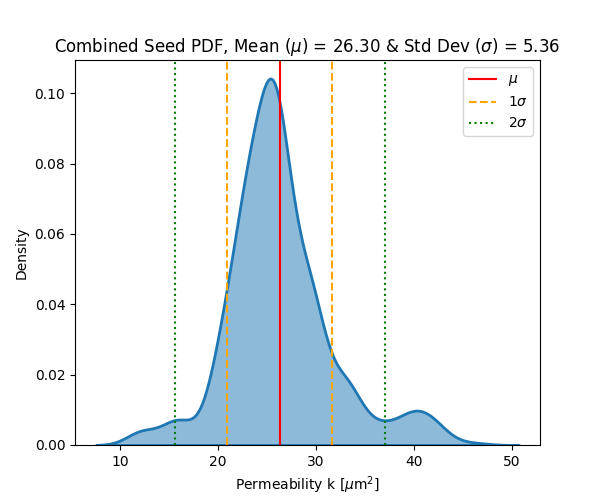 Combined Seed PDF, Mean (μ) = 26.30 & Std Dev (σ) = 5.36
μ
1σ
2σ
0.10
0.08
0.06
0.04
0.02
0.00
Density
10 20 30 40 50
Permeability k [μm²]